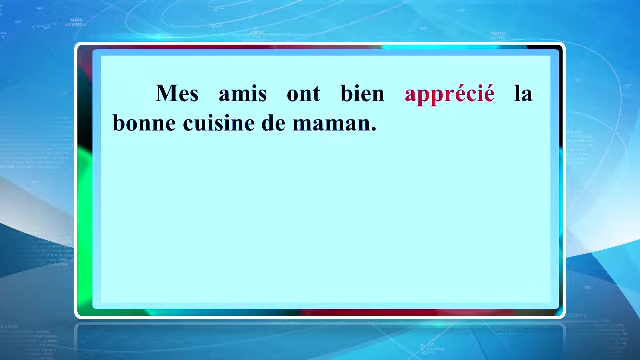 Mes amis ont bien apprécié la
bonne cuisine de maman.